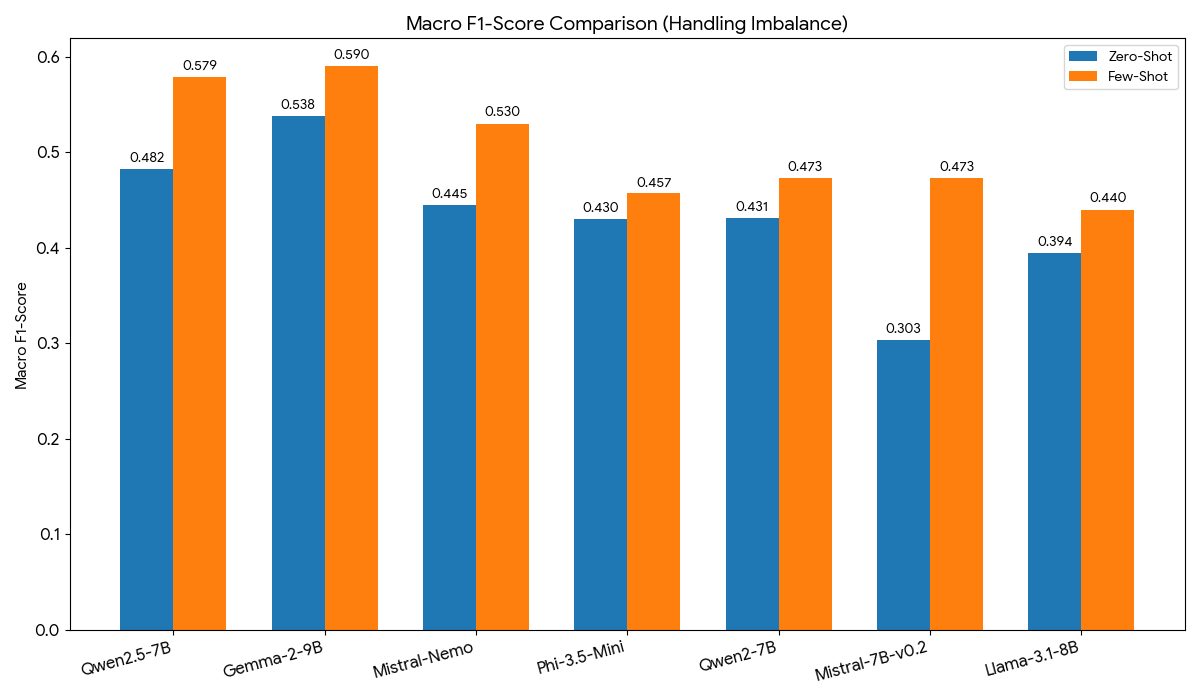 Macro F1-Score Comparison (Handling Imbalance)
Zero-Shot
Few-Shot
Macro F1-Score
0.6
0.5
0.4
0.3
0.2
0.1
0.0
0.482
0.579
0.538
0.590
0.445
0.530
0.430
0.457
0.431
0.473
0.303
0.473
0.394
0.440
Qwen2.5-7B
Gemma-2-9B
Mistral-Nemo
Phi-3.5-Mini
Qwen2-7B
Mistral-7B-v0.2
Llama-3.1-8B